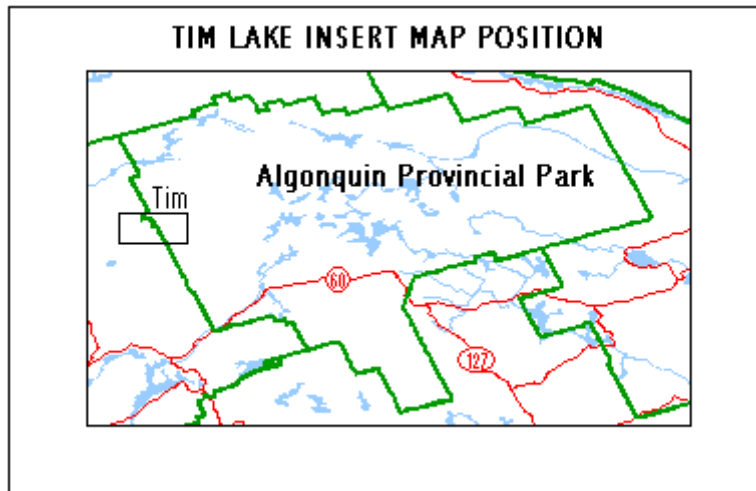 TIM LAKE INSERT MAP POSITION
Algonquin Provincial Park
Tim
60
127